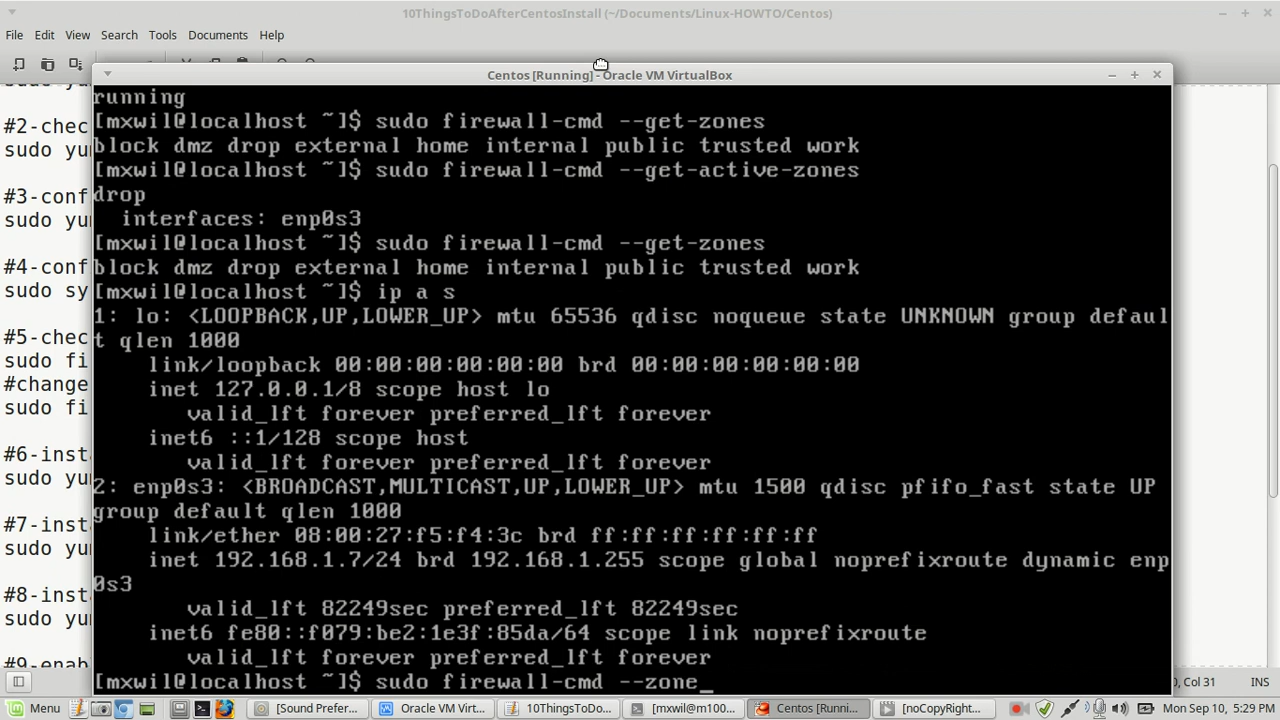 10ThingsToDoAfterCentosInstall (~/Documents/Linux-HOWTO/Centos)
File Edit View Search Tools Documents Help
Centos [Running] - Oracle VM VirtualBox
#2-chec
sudo yu
#3-conf
sudo yu
#4-conf
sudo sy
#5-chec
sudo fi
#change
sudo fi
#6-inst
sudo yu
#7-inst
sudo yu
#8-inst
sudo yu
#9-enab
running
[mxwil@localhost ~]$ sudo firewall-cmd --get-zones
block dmz drop external home internal public trusted work
[mxwil@localhost ~]$ sudo firewall-cmd --get-active-zones
drop
interfaces: enp0s3
[mxwil@localhost ~]$ sudo firewall-cmd --get-zones
block dmz drop external home internal public trusted work
[mxwil@localhost ~]$ ip a s
1: lo: <LOOPBACK,UP,LOWER_UP> mtu 65536 qdisc noqueue state UNKNOWN group defaul
t qlen 1000
link/loopback 00:00:00:00:00:00 brd 00:00:00:00:00:00
inet 127.0.0.1/8 scope host lo
valid_lft forever preferred_lft forever
inet6 ::1/128 scope host
valid_lft forever preferred_lft forever
2: enp0s3: <BROADCAST,MULTICAST,UP,LOWER_UP> mtu 1500 qdisc pfifo_fast state UP
group default qlen 1000
link/ether 08:00:27:f5:f4:3c brd ff:ff:ff:ff:ff:ff
inet 192.168.1.7/24 brd 192.168.1.255 scope global noprefixroute dynamic enp
0s3
valid_lft 82249sec preferred_lft 82249sec
inet6 fe80::f079:be2:1e3f:85da/64 scope link noprefixroute
valid_lft forever preferred_lft forever
[mxwil@localhost ~]$ sudo firewall-cmd --zone_
0, Col 31 INS
Menu [Sound Prefer... Oracle VM Virt... 10ThingsToDo... [mxwil@m100... Centos [Runni... [noCopyRight... Mon Sep 10, 5:29 PM